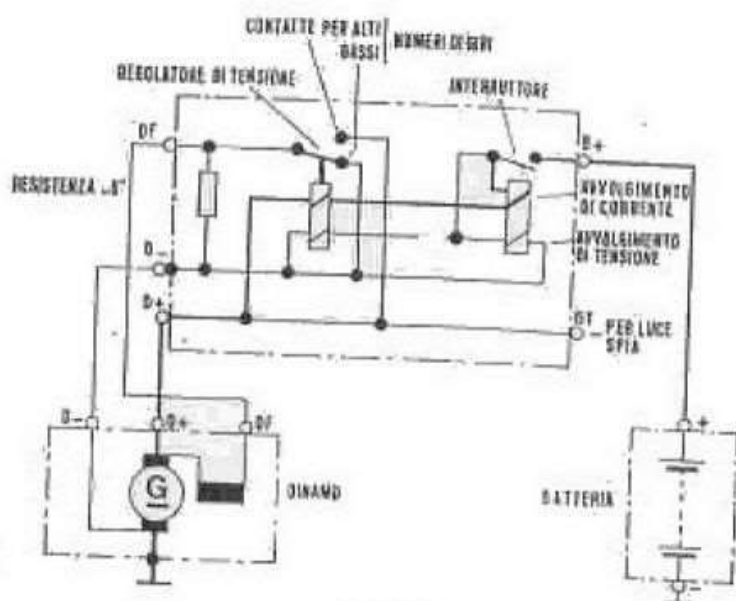 CONTATTO PER ALTI
BASSI
NUMERI DI GIRI
REGOLATORE DI TENSIONE
INTERRUTTORE
DF
B+
RESISTENZA
AVVOLGIMENTO
DI CORRENTE
AVVOLGIMENTO
DI TENSIONE
D-
D+
61
PER LUCE
SPIA
D-
D+
DF
G
DINAMO
+
BATTERIA
-